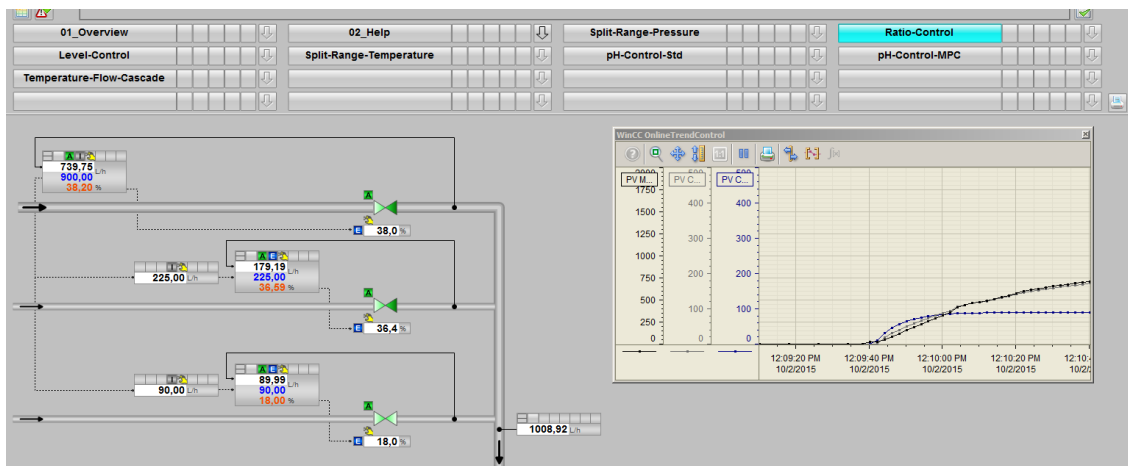 01_Overview 02_Help Split-Range-Pressure Ratio-Control
Level-Control Split-Range-Temperature pH-Control-Std pH-Control-MPC
Temperature-Flow-Cascade
WinCC OnlineTrendControl
A I
739,75 L/h
900,00
38,20 %
A
E 38,0 %
I
225,00 L/h
A E
179,19 L/h
225,00
36,59 %
A
E 36,4 %
I
90,00 L/h
A E
89,99 L/h
90,00
18,00 %
A
E 18,0 %
1008,92 L/h
PV M... PV C... PV C...
1750
1500 400 400
1250 300 300
1000
750 200 200
500 100 100
250
0 0 0
12:09:20 PM 12:09:40 PM 12:10:00 PM 12:10:20 PM 12:10:
10/2/2015 10/2/2015 10/2/2015 10/2/2015 10/2/